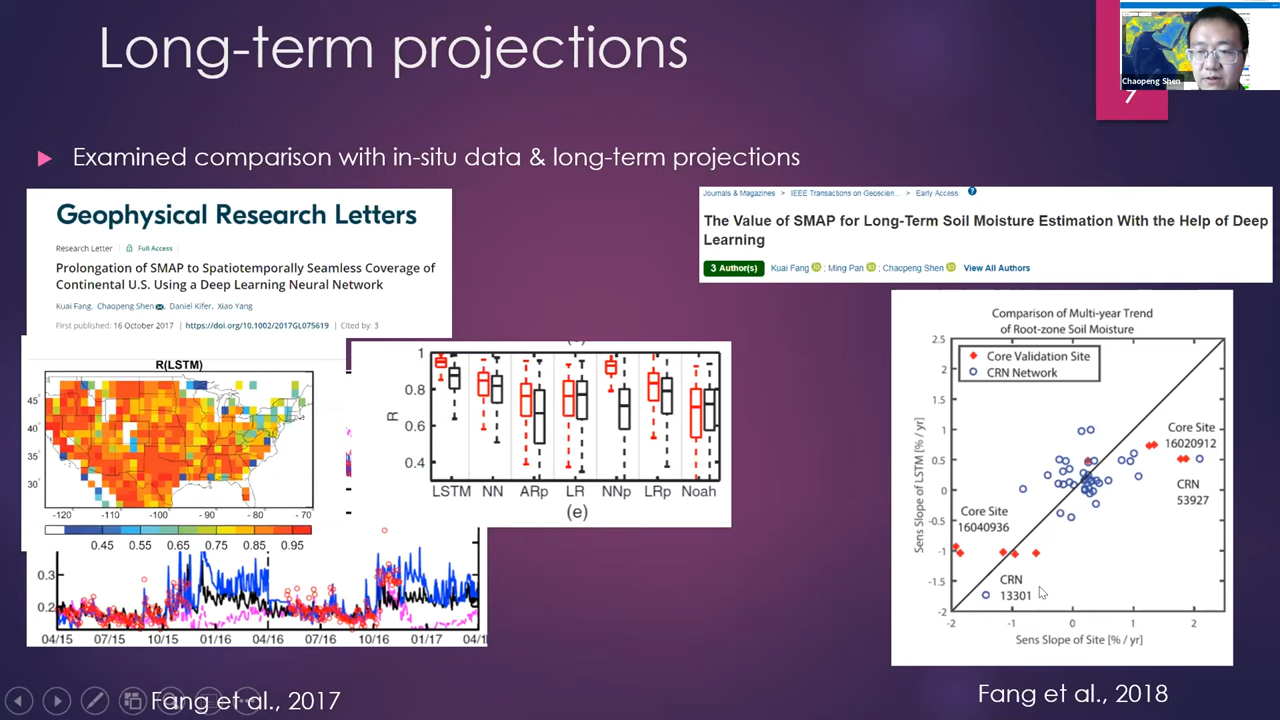 Long-term projections
Chaopeng Shen
Examined comparison with in-situ data & long-term projections
Geophysical Research Letters
Research Letter Full Access
Prolongation of SMAP to Spatiotemporally Seamless Coverage of
Continental U.S. Using a Deep Learning Neural Network
Kuai Fang, Chaopeng Shen, Daniel Kifer, Xiao Yang
First published: 16 October 2017 | https://doi.org/10.1002/2017GL075619 | Cited by: 3
R(LSTM)
45°
40°
35°
30°
-120 -110 -100 -90 -80 -70
0.45 0.55 0.65 0.75 0.85 0.95
0.3
0.2
04/15 07/15 10/15 01/16 04/16 07/16 10/16 01/17
1
0.8
0.6
0.4
R
LSTM NN ARp LR NNp LRp Noah
(e)
Fang et al., 2017
Journals & Magazines > IEEE Transactions on Geoscien... > Early Access ?
The Value of SMAP for Long-Term Soil Moisture Estimation With the Help of Deep
Learning
3 Author(s) Kuai Fang ; Ming Pan ; Chaopeng Shen View All Authors
Comparison of Multi-year Trend
of Root-zone Soil Moisture
Core Validation Site
CRN Network
2.5
2
1.5
1
0.5
0
-0.5
-1
-1.5
-2
Sens Slope of LSTM [% / yr]
Core Site
16020912
CRN
53927
Core Site
16040936
CRN
13301
-2 -1 0 1 2
Sens Slope of Site [% / yr]
Fang et al., 2018